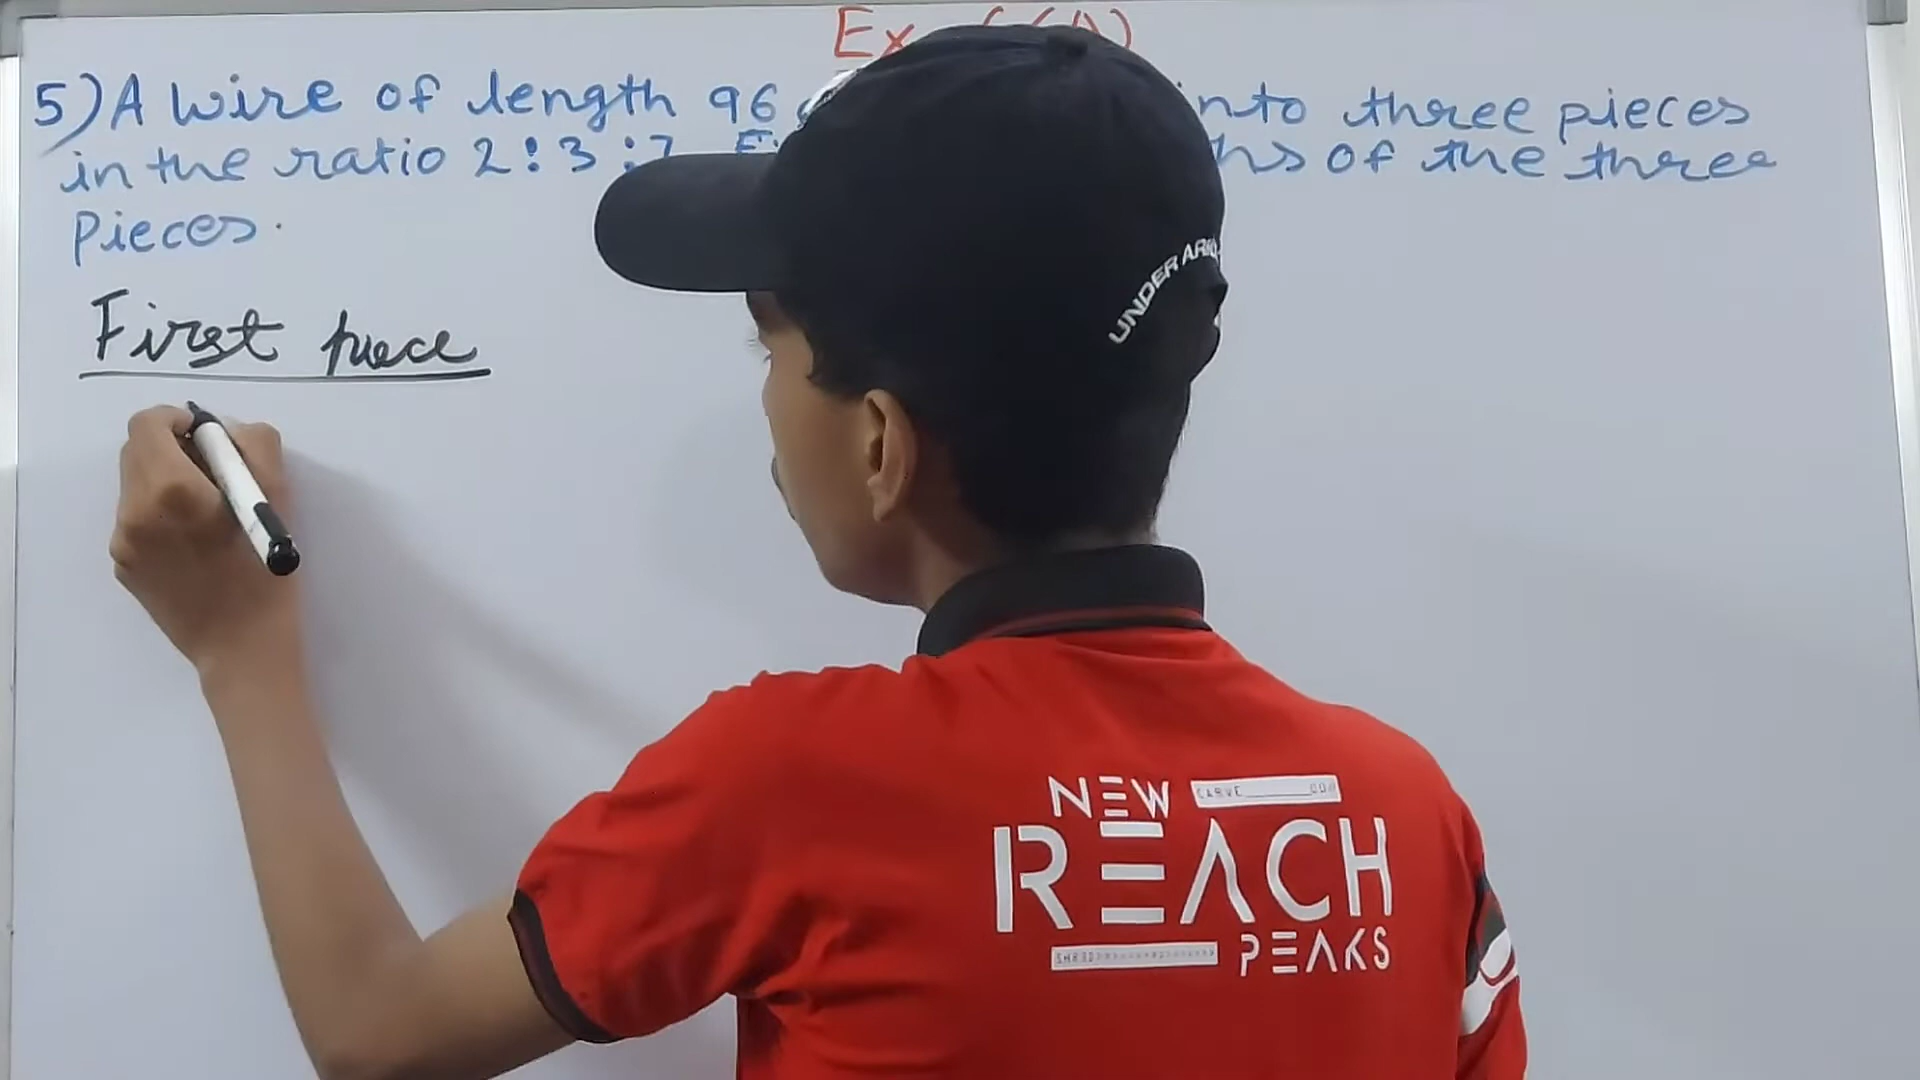 Ex
5) A wire of length 96 into three pieces
in the ratio 2:3:7. of the three
pieces.
First piece
UNDER
NEW
REACH
PEAKS